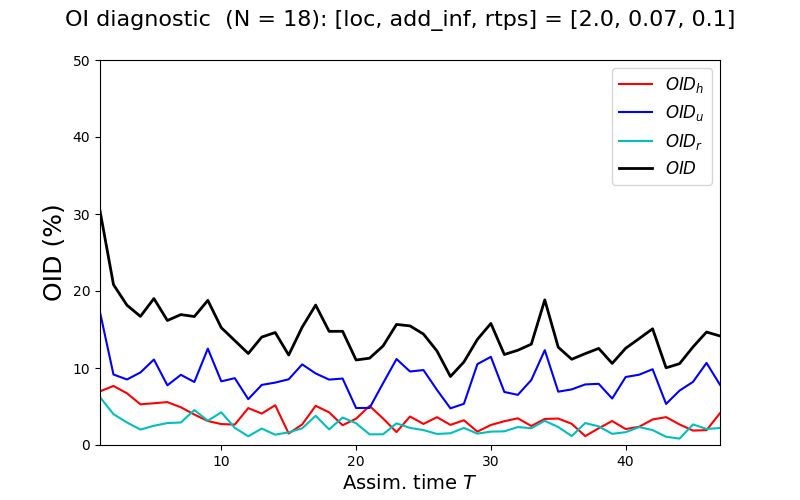 OI diagnostic (N = 18): [loc, add_inf, rtps] = [2.0, 0.07, 0.1]
50
40
30
20
10
0
OID (%)
OID_h
OID_u
OID_r
OID
10 20 30 40
Assim. time T